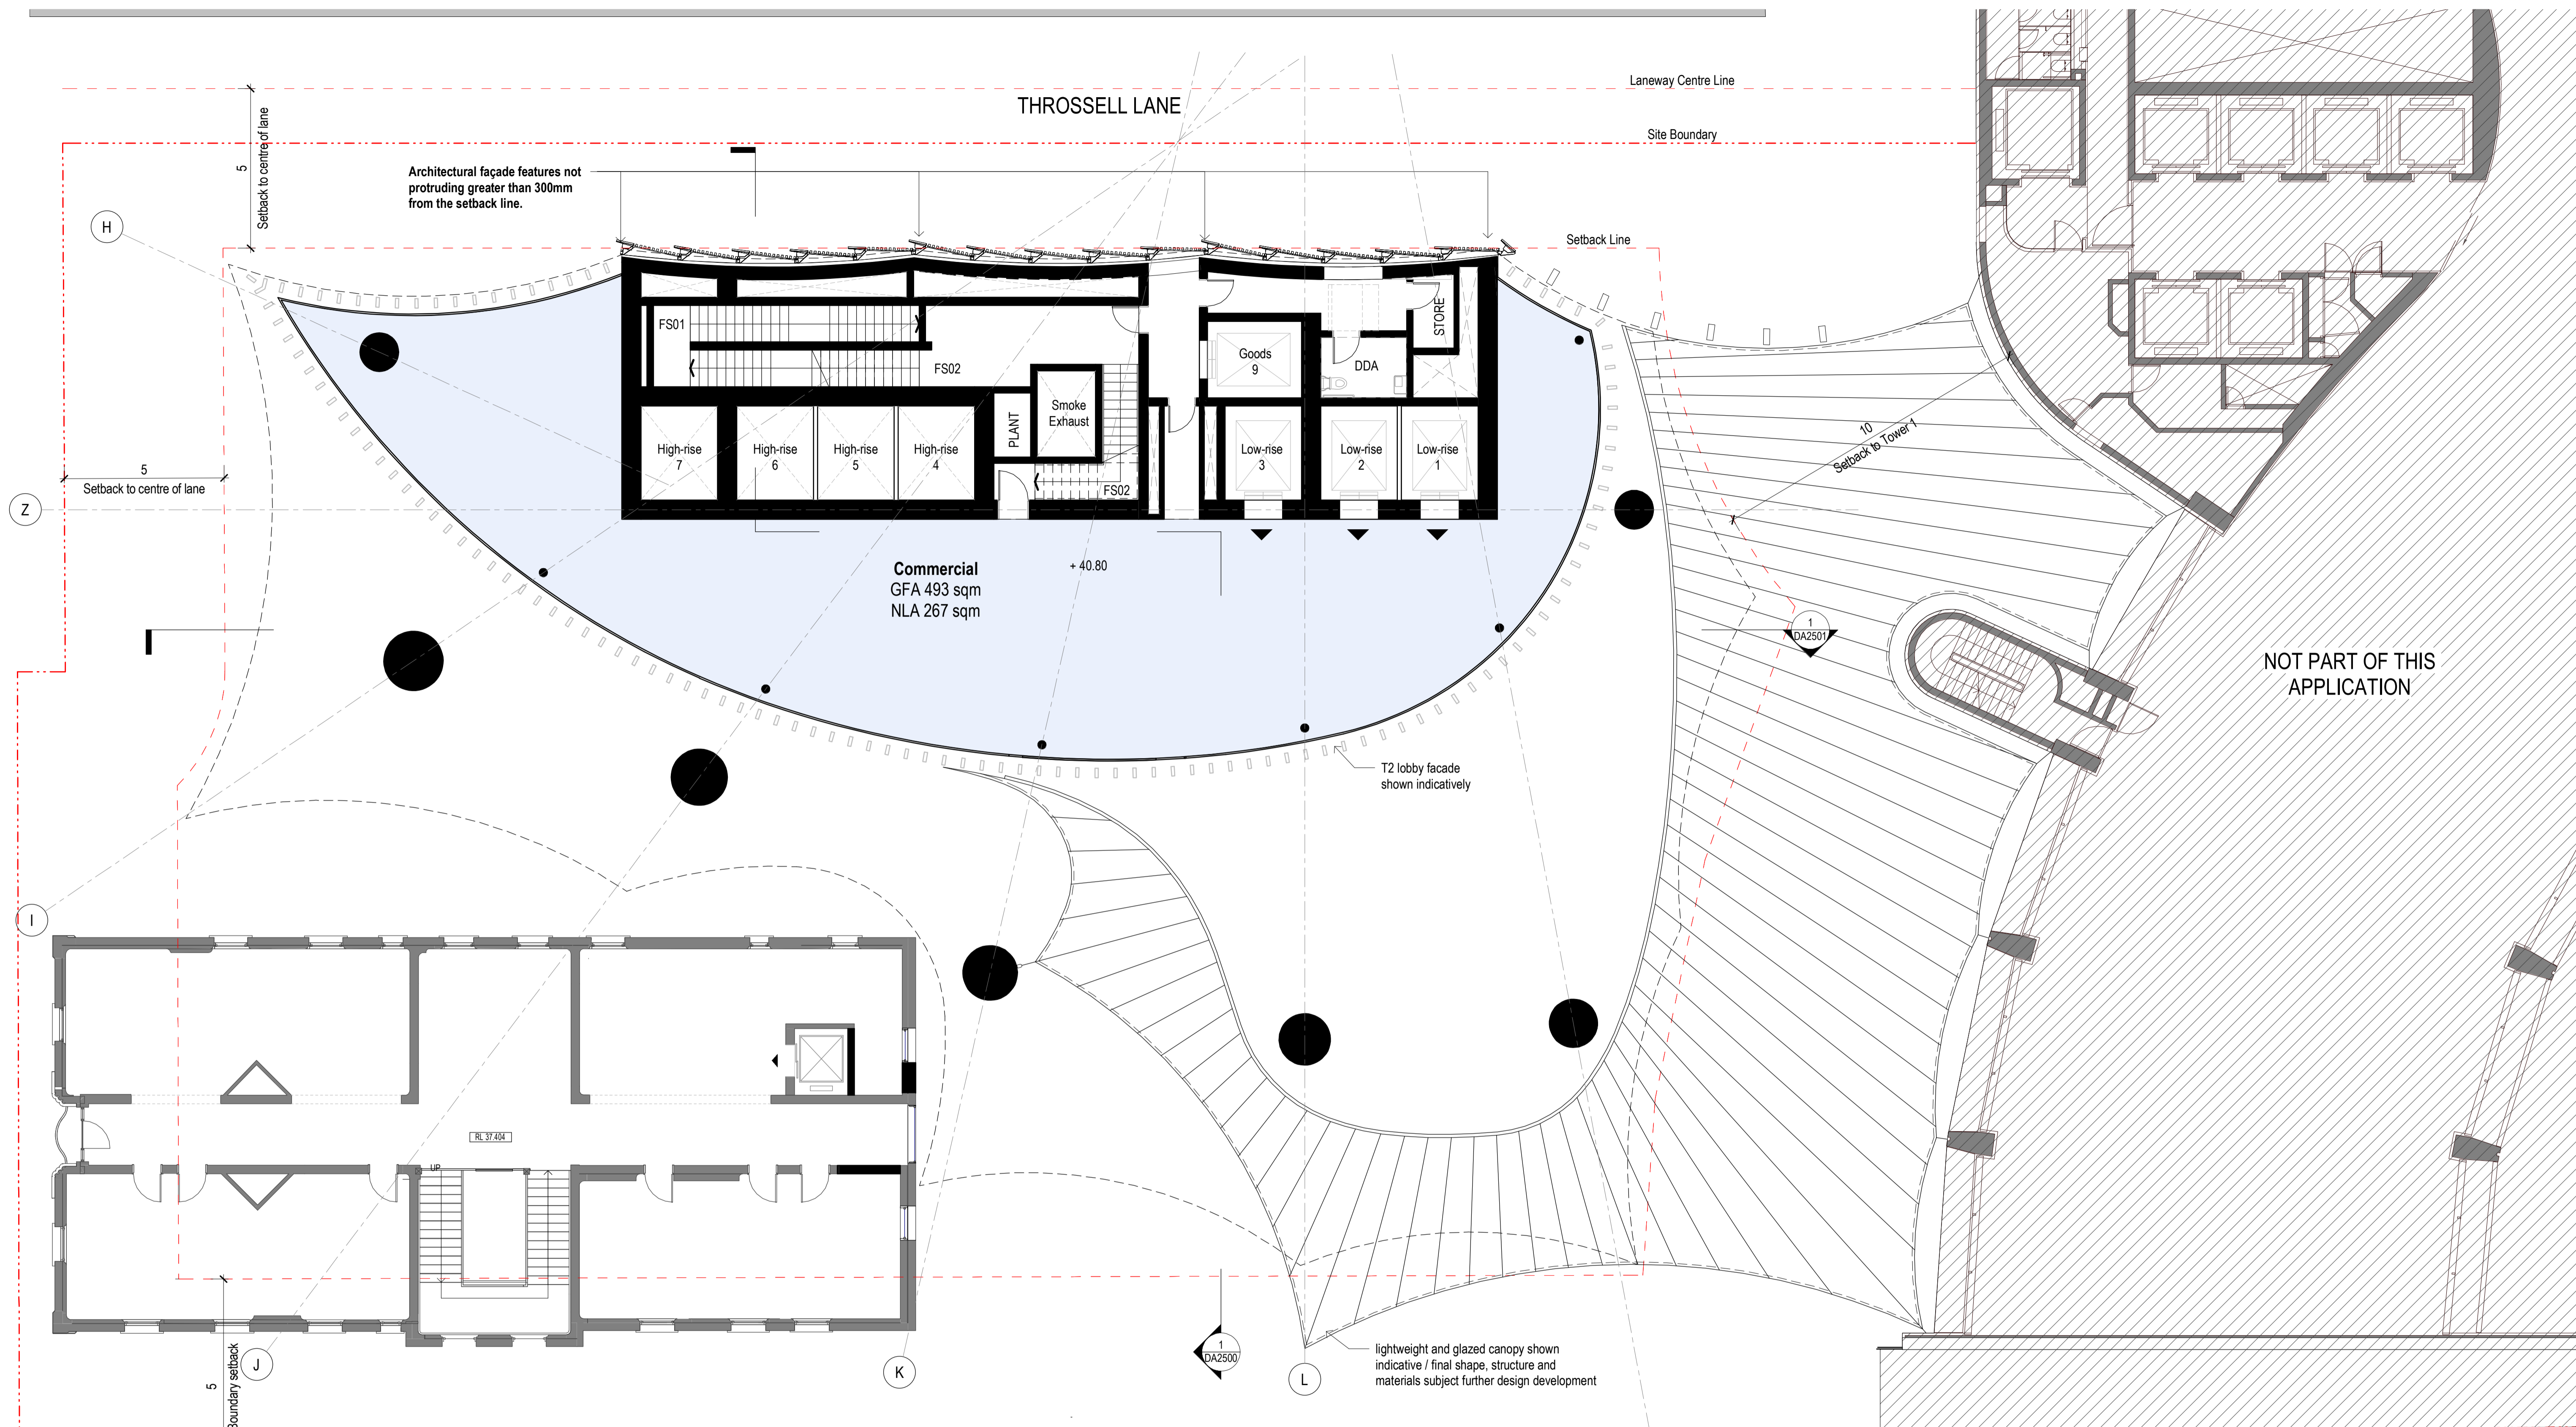 Laneway Centre Line
THROSSELL LANE
Site Boundary
5
Setback to centre of lane
Architectural façade features not
protruding greater than 300mm
from the setback line.
H
Setback Line
FS01
FS02
STORE
Goods
9
DDA
PLANT
Smoke
Exhaust
High-rise
7
High-rise
6
High-rise
5
High-rise
4
Low-rise
3
Low-rise
2
Low-rise
1
10
Setback to Tower 1
5
Setback to centre of lane
FS02
Z
Commercial
GFA 493 sqm
NLA 267 sqm
+ 40.80
1
DA2501
NOT PART OF THIS
APPLICATION
T2 lobby facade
shown indicatively
I
RL 37.404
UP
5
Boundary setback
J
K
1
DA2500
L
lightweight and glazed canopy shown
indicative / final shape, structure and
materials subject further design development